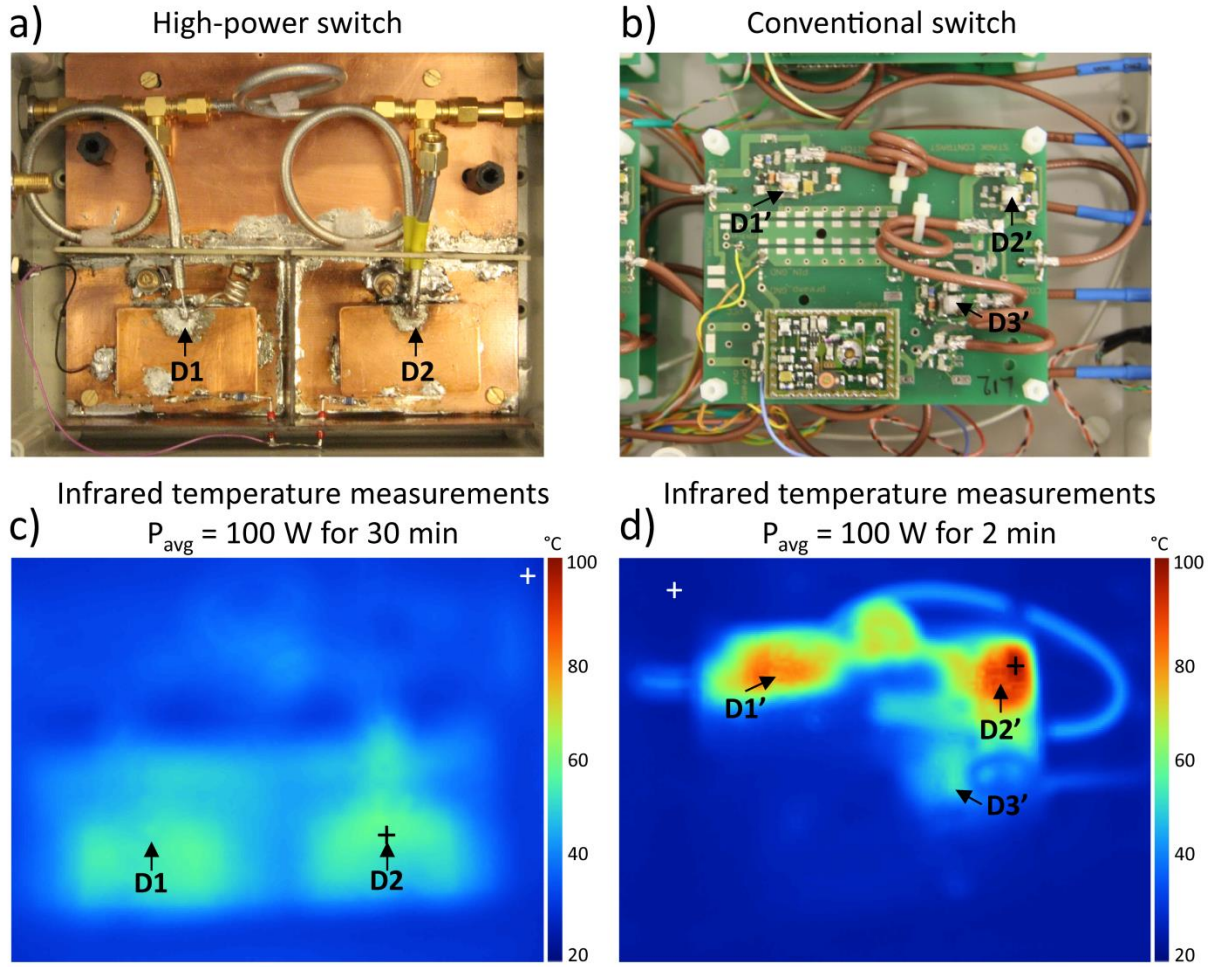 a)
High-power switch
b)
Conventional switch
D1
D2
D1’
D2’
D3’
Infrared temperature measurements
c)
P_avg = 100 W for 30 min
°C
100
80
60
40
20
D1
D2
Infrared temperature measurements
d)
P_avg = 100 W for 2 min
°C
100
80
60
40
20
D1’
D2’
D3’